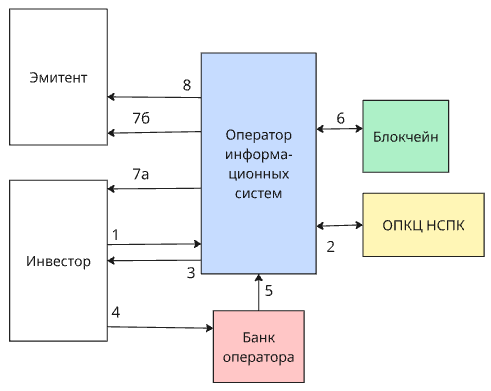 Эмитент
8
7б
7а
Оператор
информа-
ционных
систем
6
Блокчейн
2
ОПКЦ НСПК
Инвестор
1
3
4
5
Банк
оператора